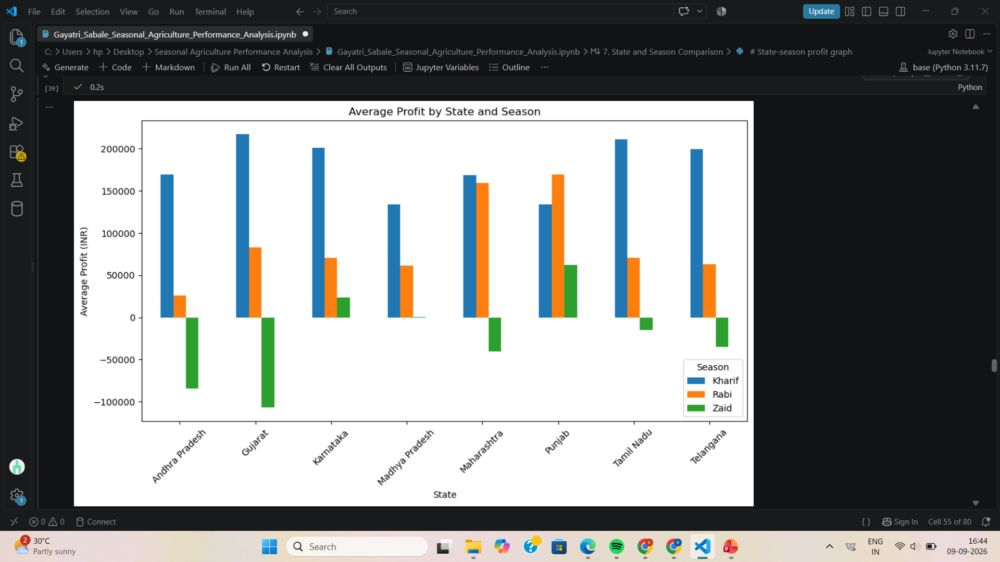 File Edit Selection View Go Run Terminal Help
Search
Update
Gayatri_Sabale_Seasonal_Agriculture_Performance_Analysis.ipynb
C: > Users > hp > Desktop > Seasonal Agriculture Performance Analysis > Gayatri_Sabale_Seasonal_Agriculture_Performance_Analysis.ipynb > M↓ 7. State and Season Comparison > # State-season profit graph
Jupyter Notebook
Generate + Code + Markdown Run All Restart Clear All Outputs Jupyter Variables Outline ...
base (Python 3.11.7)
[39] 0.2s
Python
...
Average Profit by State and Season
200000
150000
100000
50000
0
−50000
−100000
Average Profit (INR)
Season
Kharif
Rabi
Zaid
Andhra Pradesh
Gujarat
Karnataka
Madhya Pradesh
Maharashtra
Punjab
Tamil Nadu
Telangana
State
1
1
0 0 Connect
{ } Sign In Cell 55 of 80
2
30°C
Partly sunny
Search
ENG
IN
16:44
09-09-2026